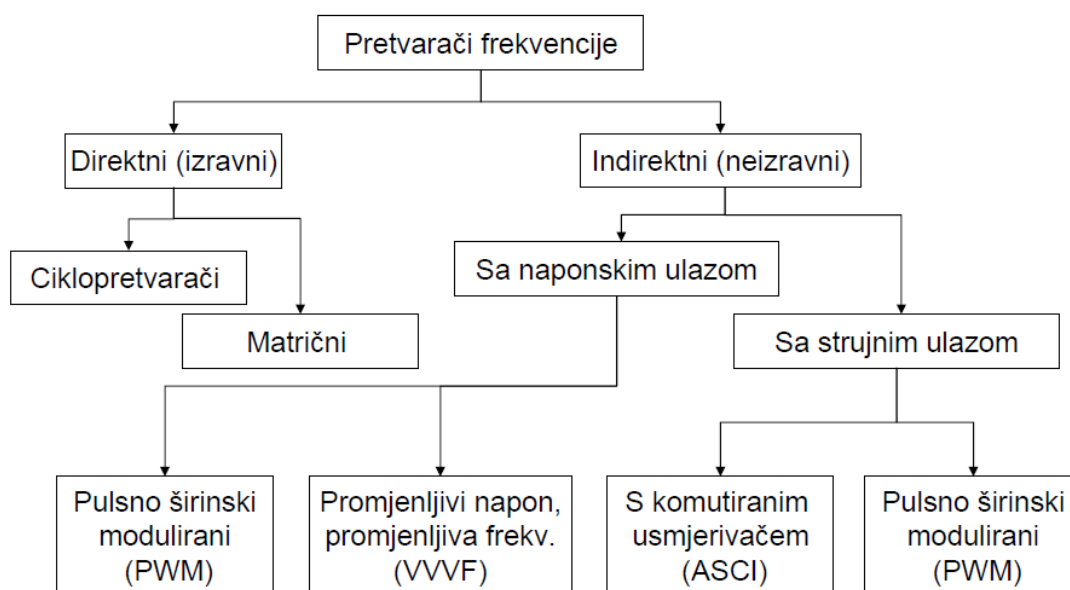 Pretvarači frekvencije
Direktni (izravni)
Indirektni (neizravni)
Ciklopretvarači
Sa naponskim ulazom
Matrični
Sa strujnim ulazom
Pulsno širinski
modulirani
(PWM)
Promjenljivi napon,
promjenljiva frekv.
(VVVF)
S komutiranim
usmjerivačem
(ASCI)
Pulsno širinski
modulirani
(PWM)